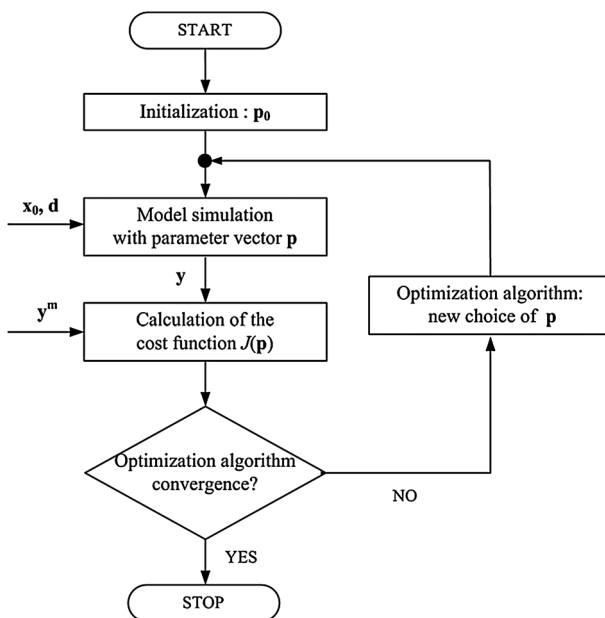 START
Initialization : p₀
x₀, d
Model simulation
with parameter vector p
y
Optimization algorithm:
new choice of p
yᵐ
Calculation of the
cost function J(p)
Optimization algorithm
convergence?
NO
YES
STOP